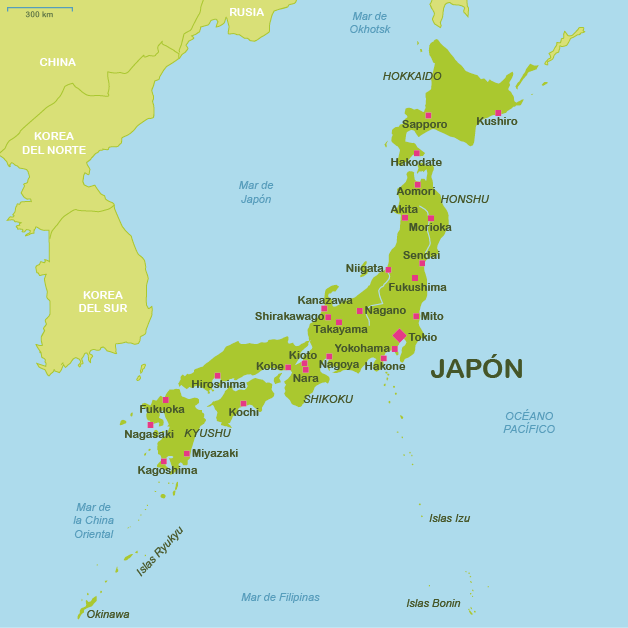 300 km
RUSIA
Mar de
Okhotsk
CHINA
HOKKAIDO
KOREA
DEL NORTE
Sapporo
Kushiro
Hakodate
Mar de
Japón
Aomori
HONSHU
Akita
Morioka
Sendai
Niigata
Fukushima
KOREA
DEL SUR
Kanazawa
Nagano
Mito
Shirakawago
Takayama
Tokio
Yokohama
Kioto
Nagoya
Hakone
Kobe
Nara
JAPÓN
Hiroshima
SHIKOKU
Fukuoka
Kochi
OCÉANO
PACÍFICO
Nagasaki
KYUSHU
Miyazaki
Kagoshima
Mar de
la China
Oriental
Islas Izu
Islas Ryukyu
Mar de Filipinas
Islas Bonin
Okinawa